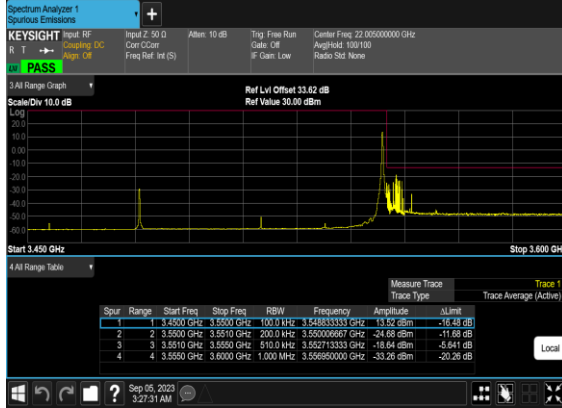 Spectrum Analyzer 1
Spurious Emissions
+
KEYSIGHT Input: RF Input Z: 50 Ω Atten: 10 dB Trig: Free Run Center Freq: 22.005000000 GHz
R T Coupling: DC Corr CCorr Gate: Off Avg|Hold: 100/100
Align: Off Freq Ref: Int (S) IF Gain: Low Radio Std: None
PASS
3 All Range Graph
Ref Lvl Offset 33.62 dB
Scale/Div 10.0 dB Ref Value 30.00 dBm
Log
20.0
10.0
0.00
-10.0
-20.0
-30.0
-40.0
-50.0
-60.0
Start 3.450 GHz Stop 3.600 GH
4 All Range Table
Measure Trace Trace 1
Trace Type Trace Average (Active)
Spur Range Start Freq Stop Freq RBW Frequency Amplitude ΔLimit
1 1 3.4500 GHz 3.5500 GHz 100.0 kHz 3.548833333 GHz 13.52 dBm -16.48 dB
2 2 3.5500 GHz 3.5510 GHz 200.0 kHz 3.550006667 GHz -24.68 dBm -11.68 dB
3 3 3.5510 GHz 3.5550 GHz 510.0 kHz 3.552713333 GHz -18.64 dBm -5.641 dB
4 4 3.5550 GHz 3.6000 GHz 1.000 MHz 3.556950000 GHz -33.26 dBm -20.26 dB
Local
? Sep 05, 2023
3:27:31 AM